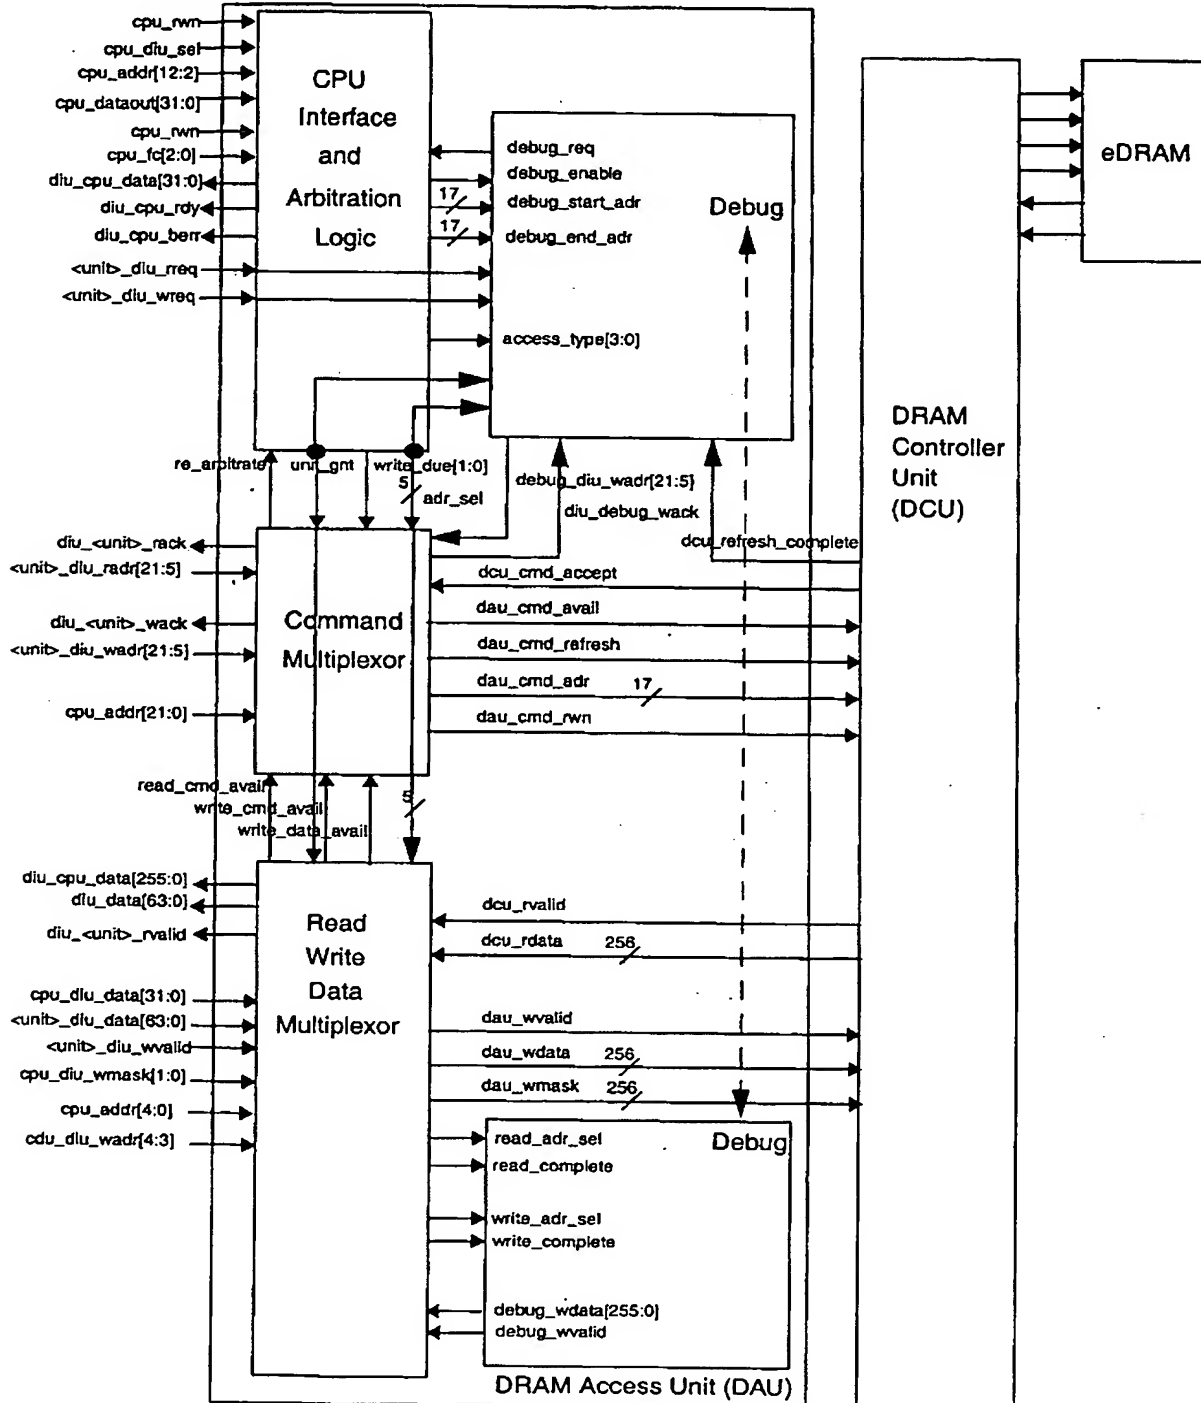 cpu_rwn
cpu_diu_sel
cpu_addr[12:2]
cpu_dataout[31:0]
cpu_rwn
cpu_fc[2:0]
diu_cpu_data[31:0]
diu_cpu_rdy
diu_cpu_berr
<unit>_diu_rreq
<unit>_diu_wreq
CPU
Interface
and
Arbitration
Logic
debug_req
debug_enable
17
debug_start_adr
17
debug_end_adr
Debug
access_type[3:0]
eDRAM
DRAM
Controller
Unit
(DCU)
re_arbitrate
unit_gnt
write_due[1:0]
5
adr_sel
debug_diu_wadr[21:5]
diu_debug_wack
dcu_refresh_complete
diu_<unit>_rack
<unit>_diu_radr[21:5]
diu_<unit>_wack
<unit>_diu_wadr[21:5]
cpu_addr[21:0]
Command
Multiplexor
dcu_cmd_accept
dau_cmd_avail
dau_cmd_refresh
dau_cmd_adr 17
dau_cmd_rwn
read_cmd_avail
write_cmd_avail
write_data_avail
5
diu_cpu_data[255:0]
diu_data[63:0]
diu_<unit>_rvalid
cpu_diu_data[31:0]
<unit>_diu_data[63:0]
<unit>_diu_wvalid
cpu_diu_wmask[1:0]
cpu_addr[4:0]
cdu_diu_wadr[4:3]
Read
Write
Data
Multiplexor
dcu_rvalid
dcu_rdata 256
dau_wvalid
dau_wdata 256
dau_wmask 256
read_adr_sel
Debug
read_complete
write_adr_sel
write_complete
debug_wdata[255:0]
debug_wvalid
DRAM Access Unit (DAU)